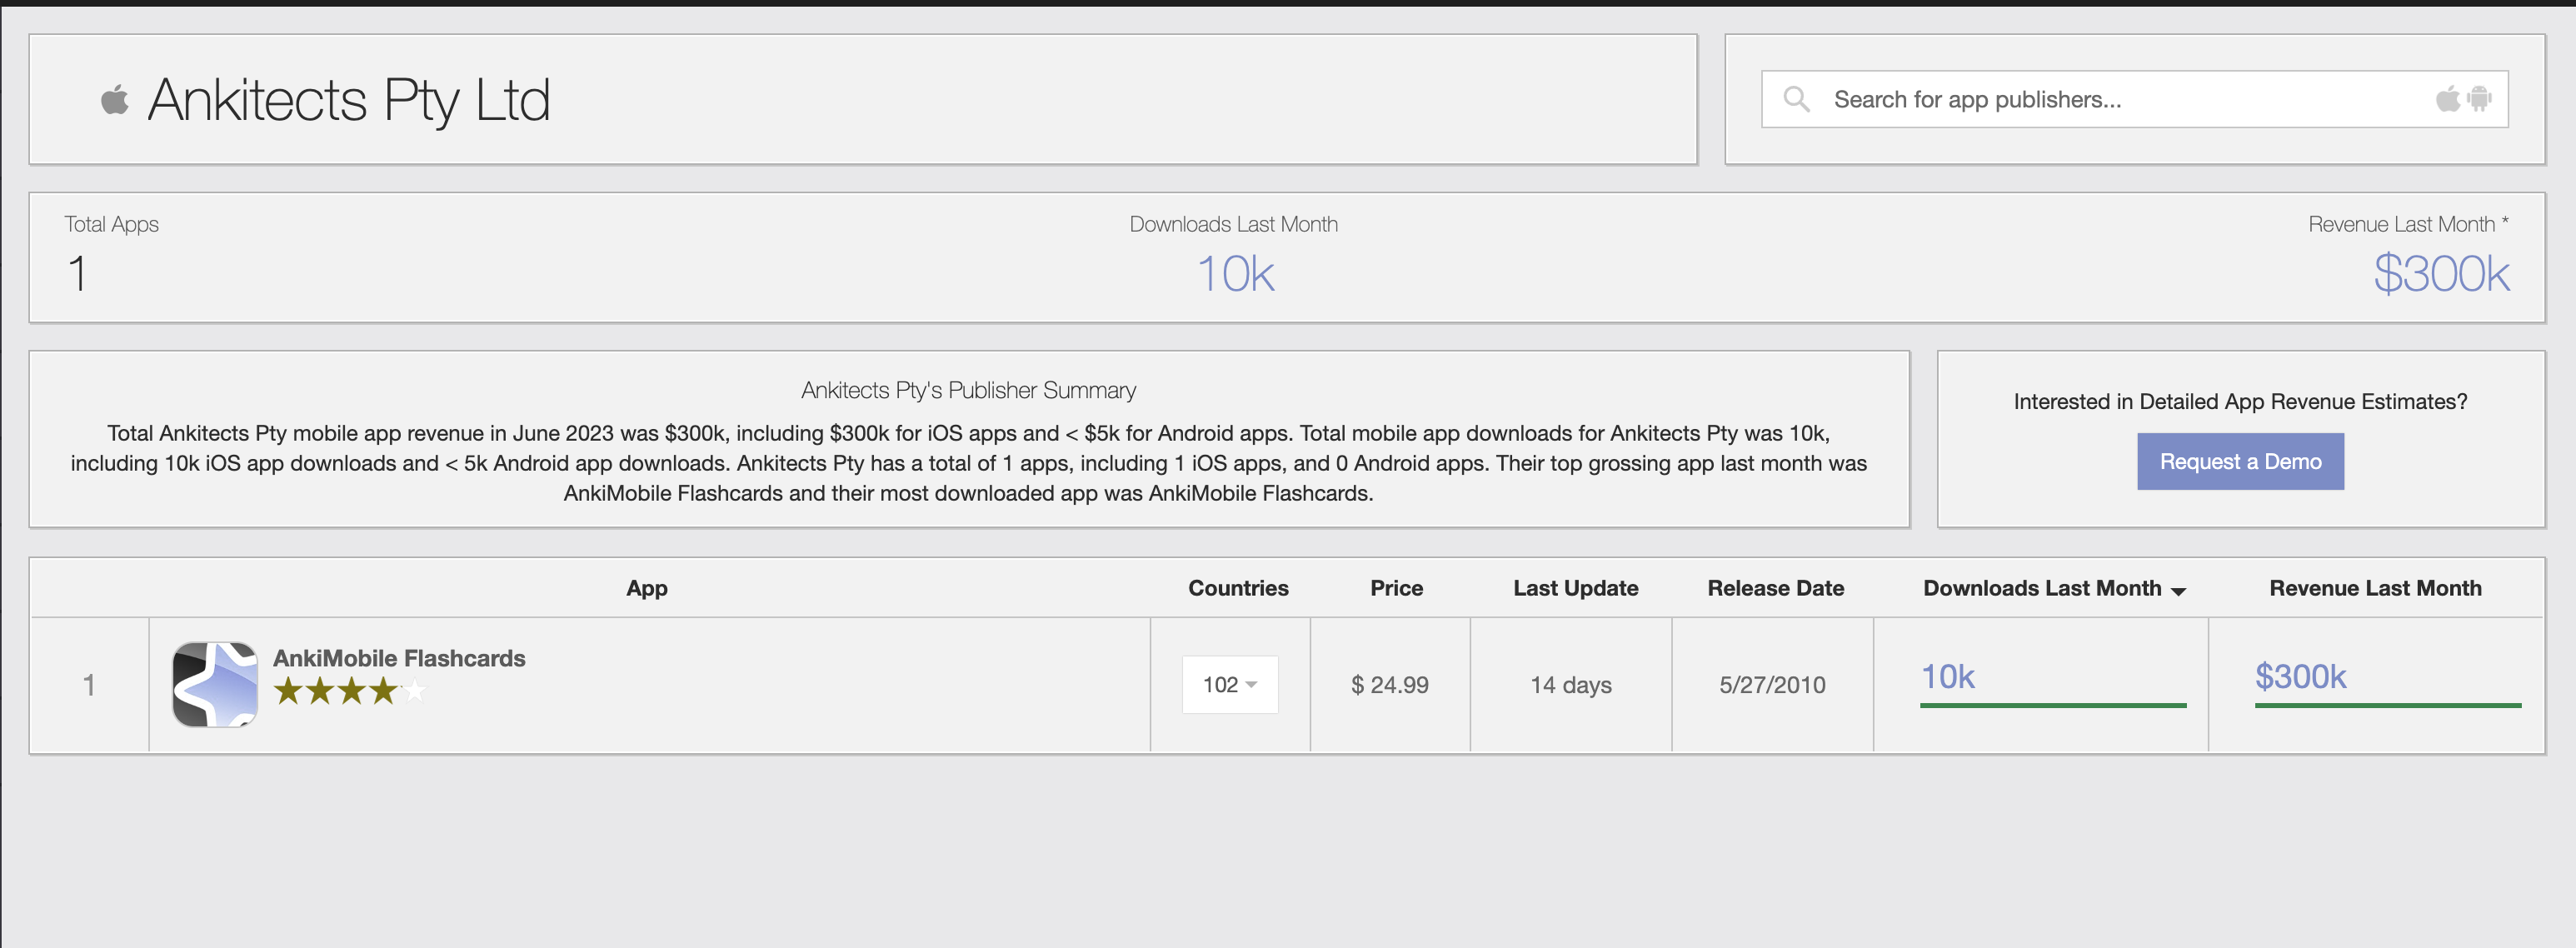 Ankitects Pty Ltd
Search for app publishers...
Total Apps
1
Downloads Last Month
10k
Revenue Last Month *
$300k
Ankitects Pty's Publisher Summary
Total Ankitects Pty mobile app revenue in June 2023 was $300k, including $300k for iOS apps and < $5k for Android apps. Total mobile app downloads for Ankitects Pty was 10k,
including 10k iOS app downloads and < 5k Android app downloads. Ankitects Pty has a total of 1 apps, including 1 iOS apps, and 0 Android apps. Their top grossing app last month was
AnkiMobile Flashcards and their most downloaded app was AnkiMobile Flashcards.
Interested in Detailed App Revenue Estimates?
Request a Demo
App Countries Price Last Update Release Date Downloads Last Month Revenue Last Month
1 AnkiMobile Flashcards 102 $ 24.99 14 days 5/27/2010 10k $300k